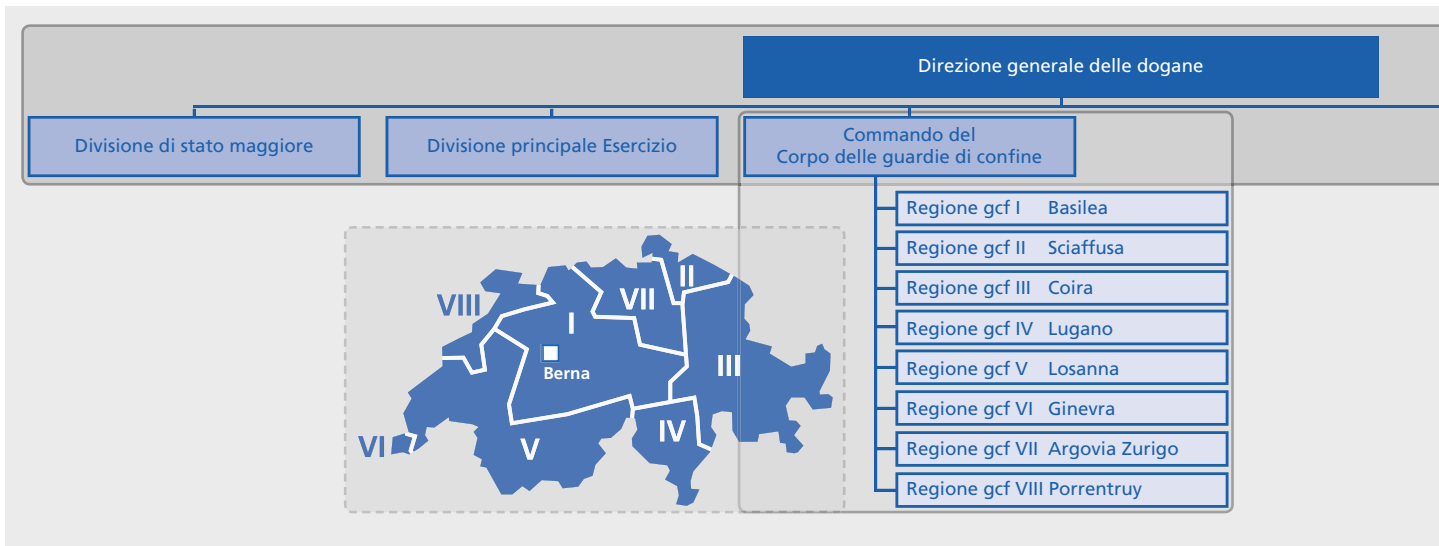 Direzione generale delle dogane
Divisione di stato maggiore
Divisione principale Esercizio
Commando del
Corpo delle guardie di confine
Regione gcf I Basilea
Regione gcf II Sciaffusa
Regione gcf III Coira
Regione gcf IV Lugano
Regione gcf V Losanna
Regione gcf VI Ginevra
Regione gcf VII Argovia Zurigo
Regione gcf VIII Porrentruy
II
VIII
VII
I
III
Berna
IV
VI
V